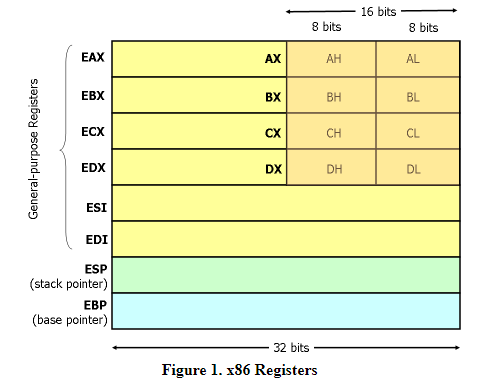 16 bits
8 bits 8 bits
EAX AX AH AL
EBX BX BH BL
ECX CX CH CL
EDX DX DH DL
ESI
EDI
General-purpose Registers
ESP
(stack pointer)
EBP
(base pointer)
32 bits
Figure 1. x86 Registers